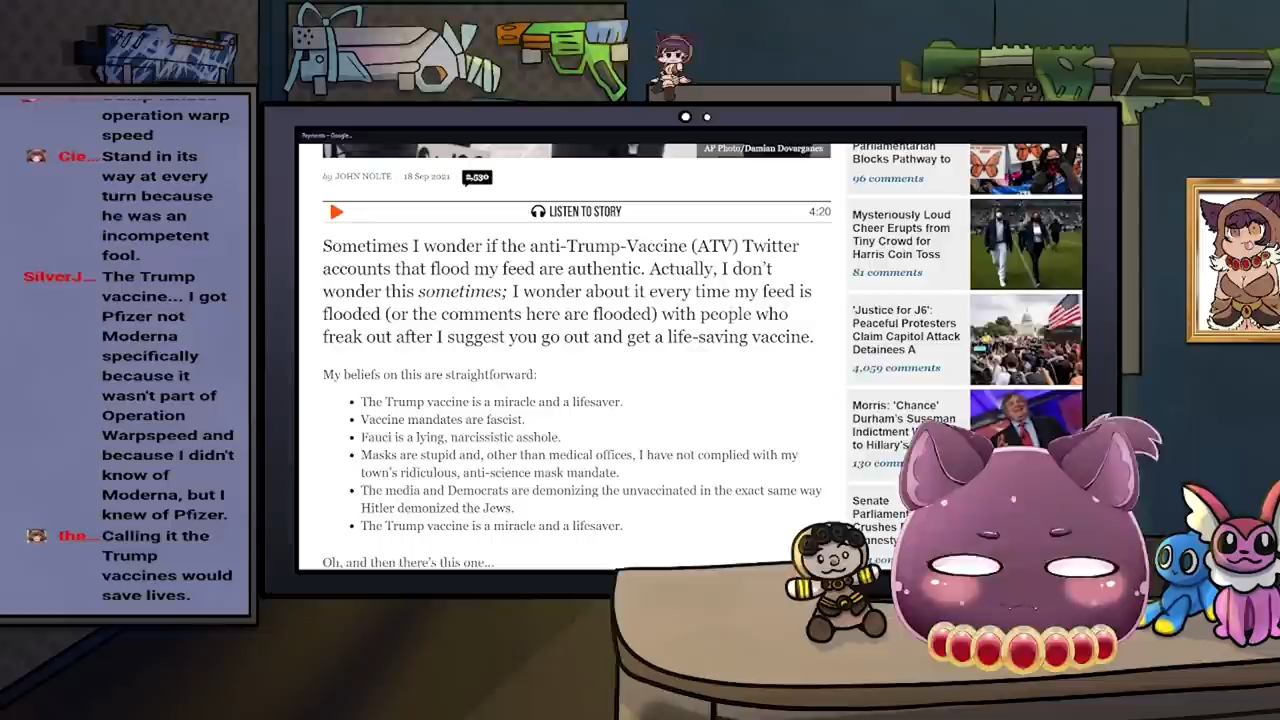 operation warp
speed
Cie... Stand in its
way at every
turn because
he was an
incompetent
fool.
SilverJ... The Trump
vaccine... I got
Pfizer not
Moderna
specifically
because it
wasn't part of
Operation
Warpspeed and
because I didn't
know of
Moderna, but I
knew of Pfizer.
the... Calling it the
Trump
vaccines would
save lives.
Payments – Google...
AP Photo/Damian Dovarganes
by JOHN NOLTE 18 Sep 2021 2,530
LISTEN TO STORY 4:20
Sometimes I wonder if the anti-Trump-Vaccine (ATV) Twitter
accounts that flood my feed are authentic. Actually, I don't
wonder this sometimes; I wonder about it every time my feed is
flooded (or the comments here are flooded) with people who
freak out after I suggest you go out and get a life-saving vaccine.
My beliefs on this are straightforward:
• The Trump vaccine is a miracle and a lifesaver.
• Vaccine mandates are fascist.
• Fauci is a lying, narcissistic asshole.
• Masks are stupid and, other than medical offices, I have not complied with my
town's ridiculous, anti-science mask mandate.
• The media and Democrats are demonizing the unvaccinated in the exact same way
Hitler demonized the Jews.
• The Trump vaccine is a miracle and a lifesaver.
Oh, and then there's this one...
Parliamentarian
Blocks Pathway to
96 comments
Mysteriously Loud
Cheer Erupts from
Tiny Crowd for
Harris Coin Toss
81 comments
'Justice for J6':
Peaceful Protesters
Claim Capitol Attack
Detainees A
4,059 comments
Morris: 'Chance'
Durham's Sussman
Indictment
to Hillary's
130 comm
Senate
Parliament
Crushes